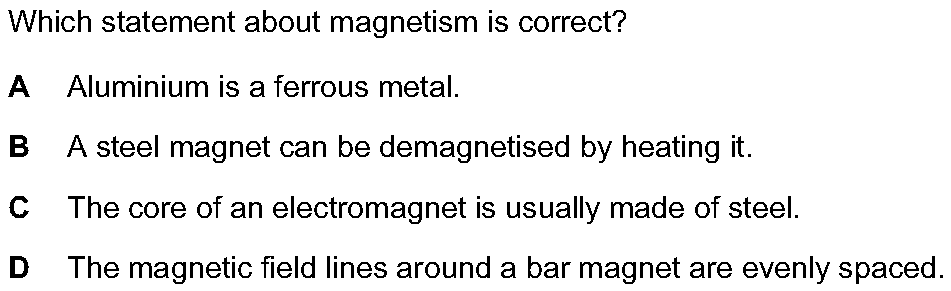 Which statement about magnetism is correct?
A Aluminium is a ferrous metal.
B A steel magnet can be demagnetised by heating it.
C The core of an electromagnet is usually made of steel.
D The magnetic field lines around a bar magnet are evenly spaced.